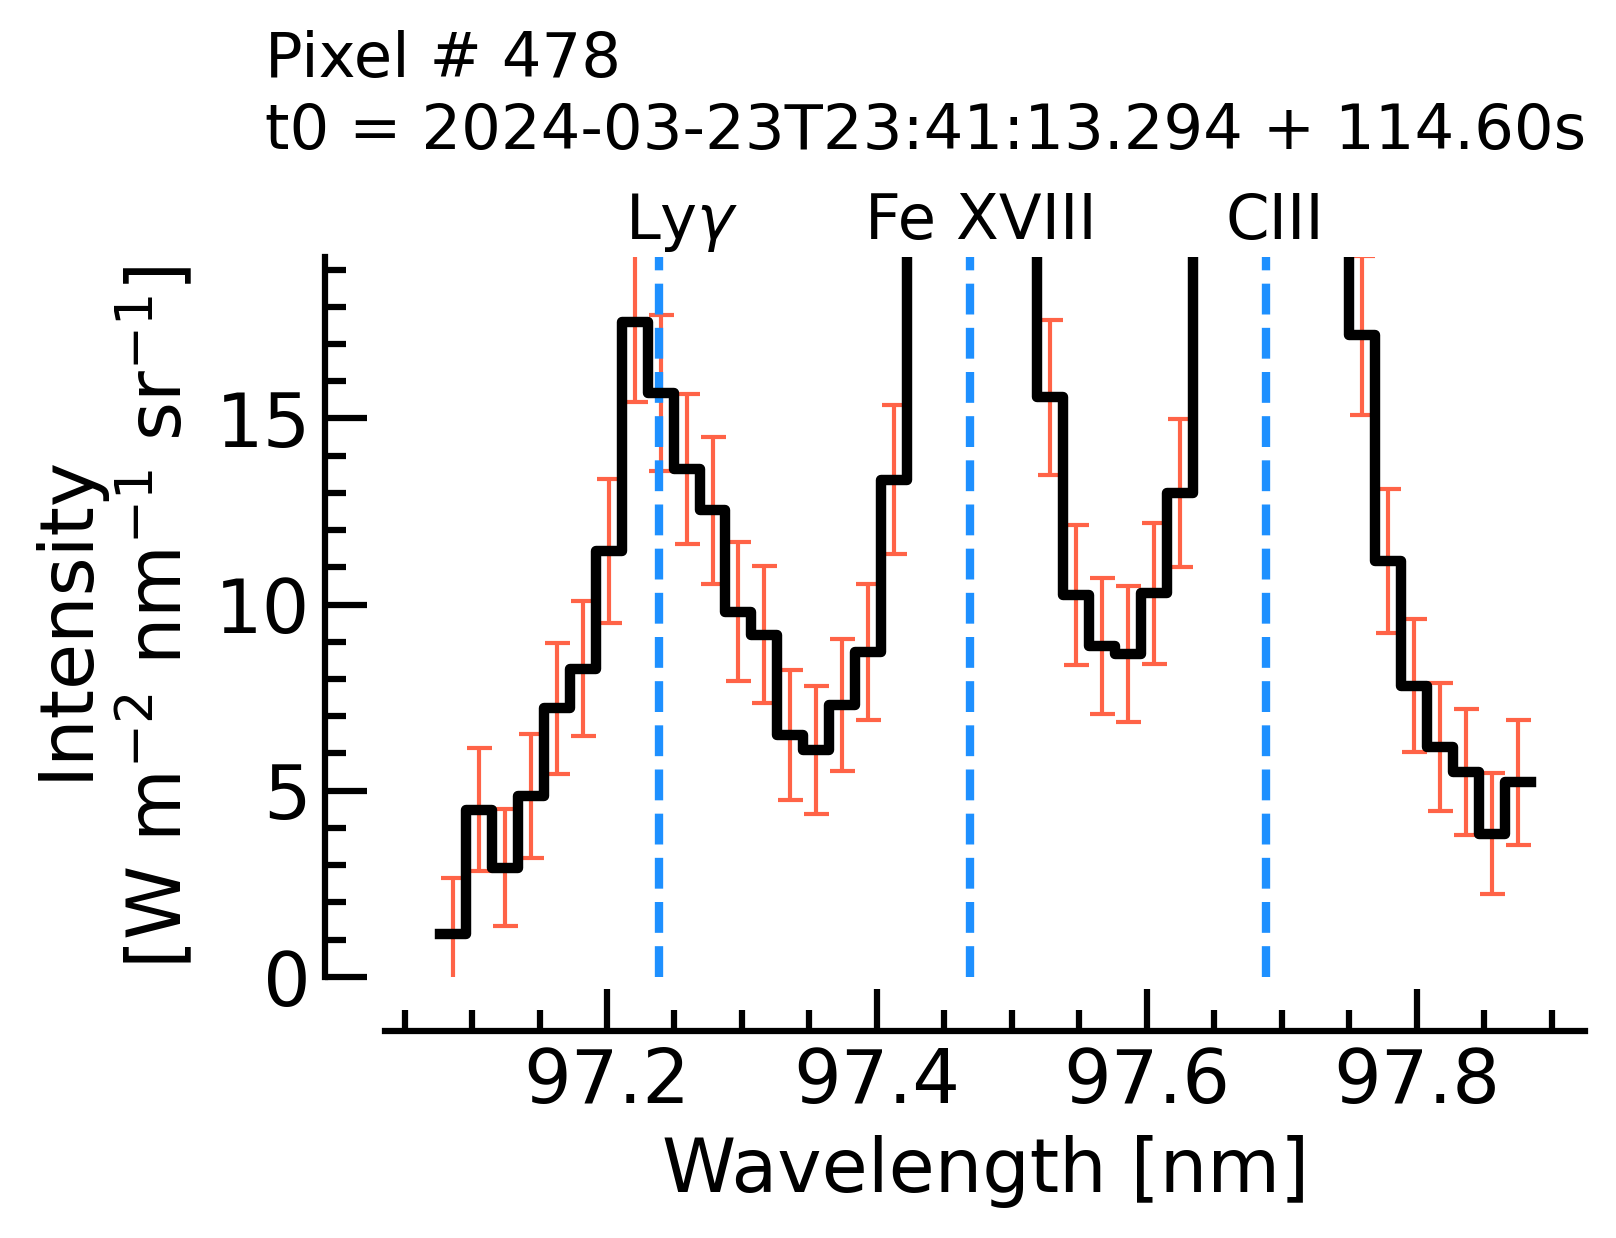 Pixel # 478
t0 = 2024-03-23T23:41:13.294 + 114.60s
Lyγ Fe XVIII CIII
Intensity
[W m⁻² nm⁻¹ sr⁻¹]
15
10
5
0
97.2 97.4 97.6 97.8
Wavelength [nm]